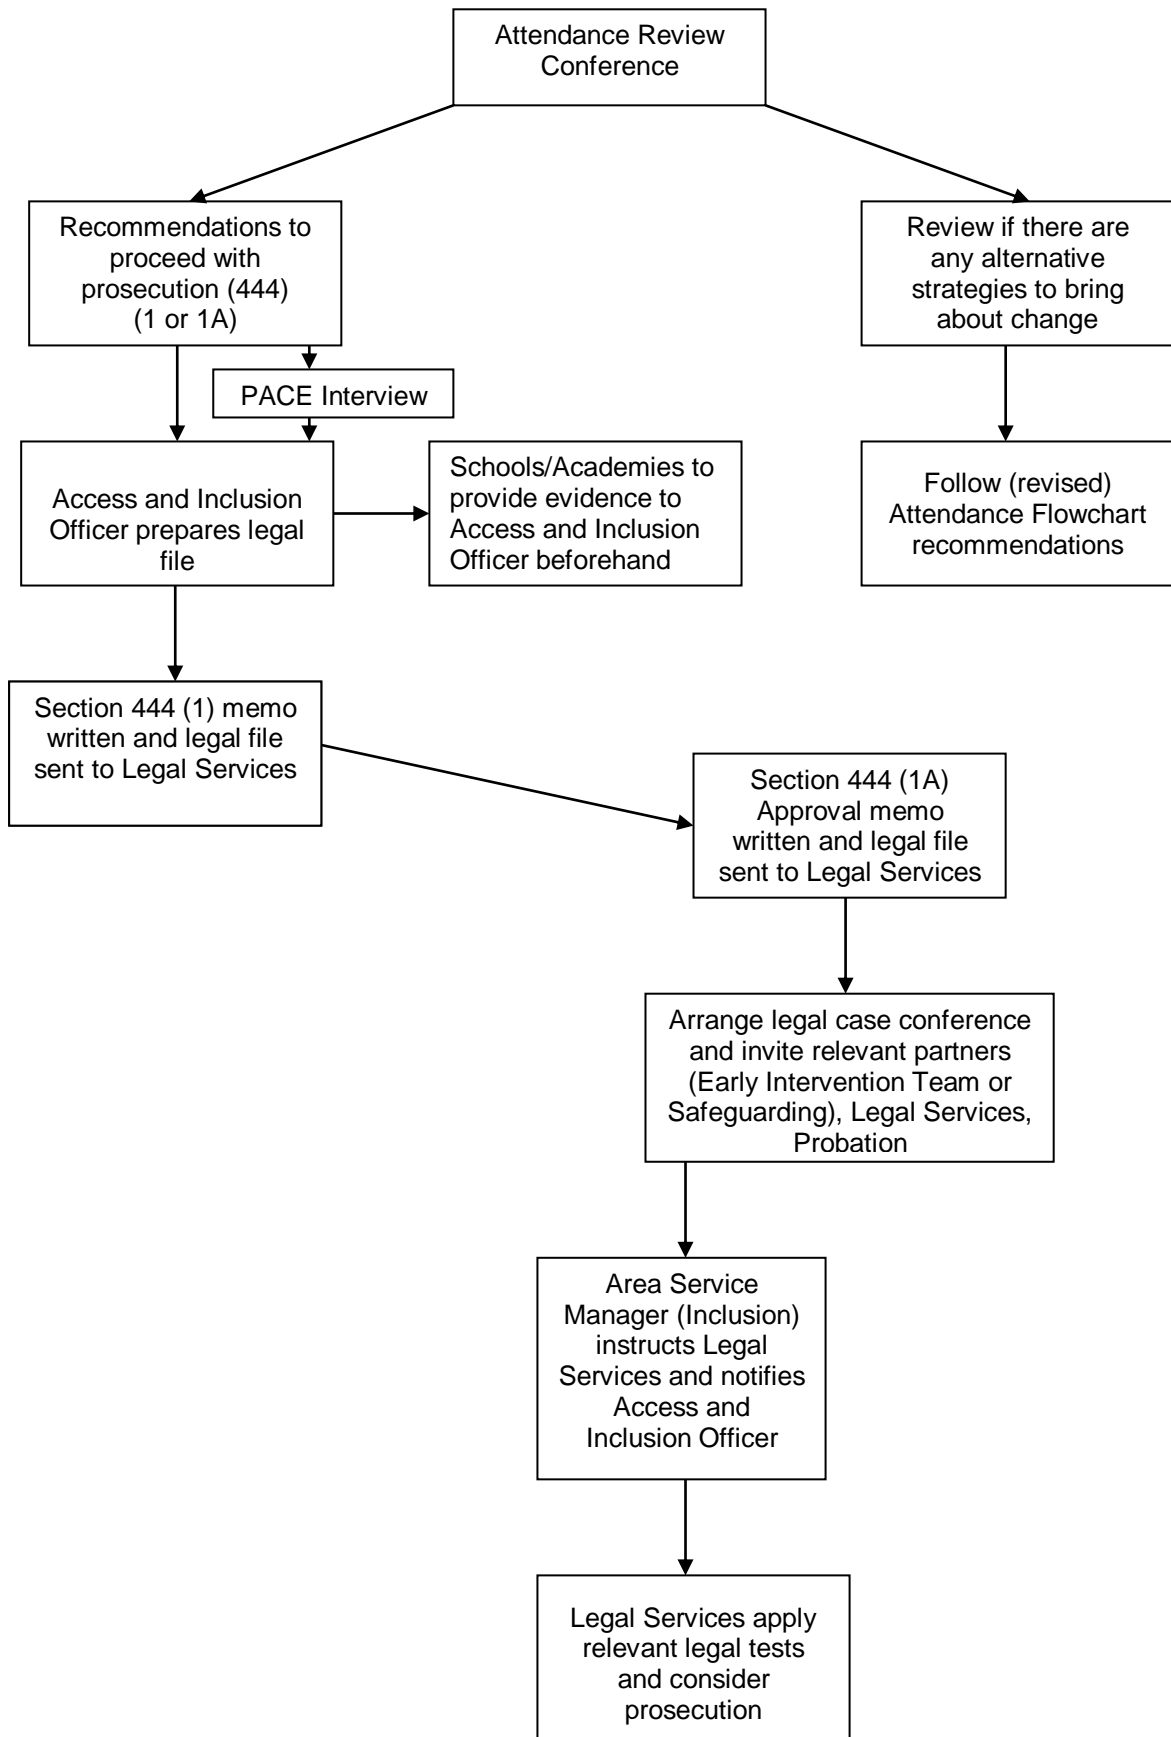 Attendance Review
Conference
Recommendations to
proceed with
prosecution (444)
(1 or 1A)
Review if there are
any alternative
strategies to bring
about change
PACE Interview
Access and Inclusion
Officer prepares legal
file
Schools/Academies to
provide evidence to
Access and Inclusion
Officer beforehand
Follow (revised)
Attendance Flowchart
recommendations
Section 444 (1) memo
written and legal file
sent to Legal Services
Section 444 (1A)
Approval memo
written and legal file
sent to Legal Services
Arrange legal case conference
and invite relevant partners
(Early Intervention Team or
Safeguarding), Legal Services,
Probation
Area Service
Manager (Inclusion)
instructs Legal
Services and notifies
Access and
Inclusion Officer
Legal Services apply
relevant legal tests
and consider
prosecution